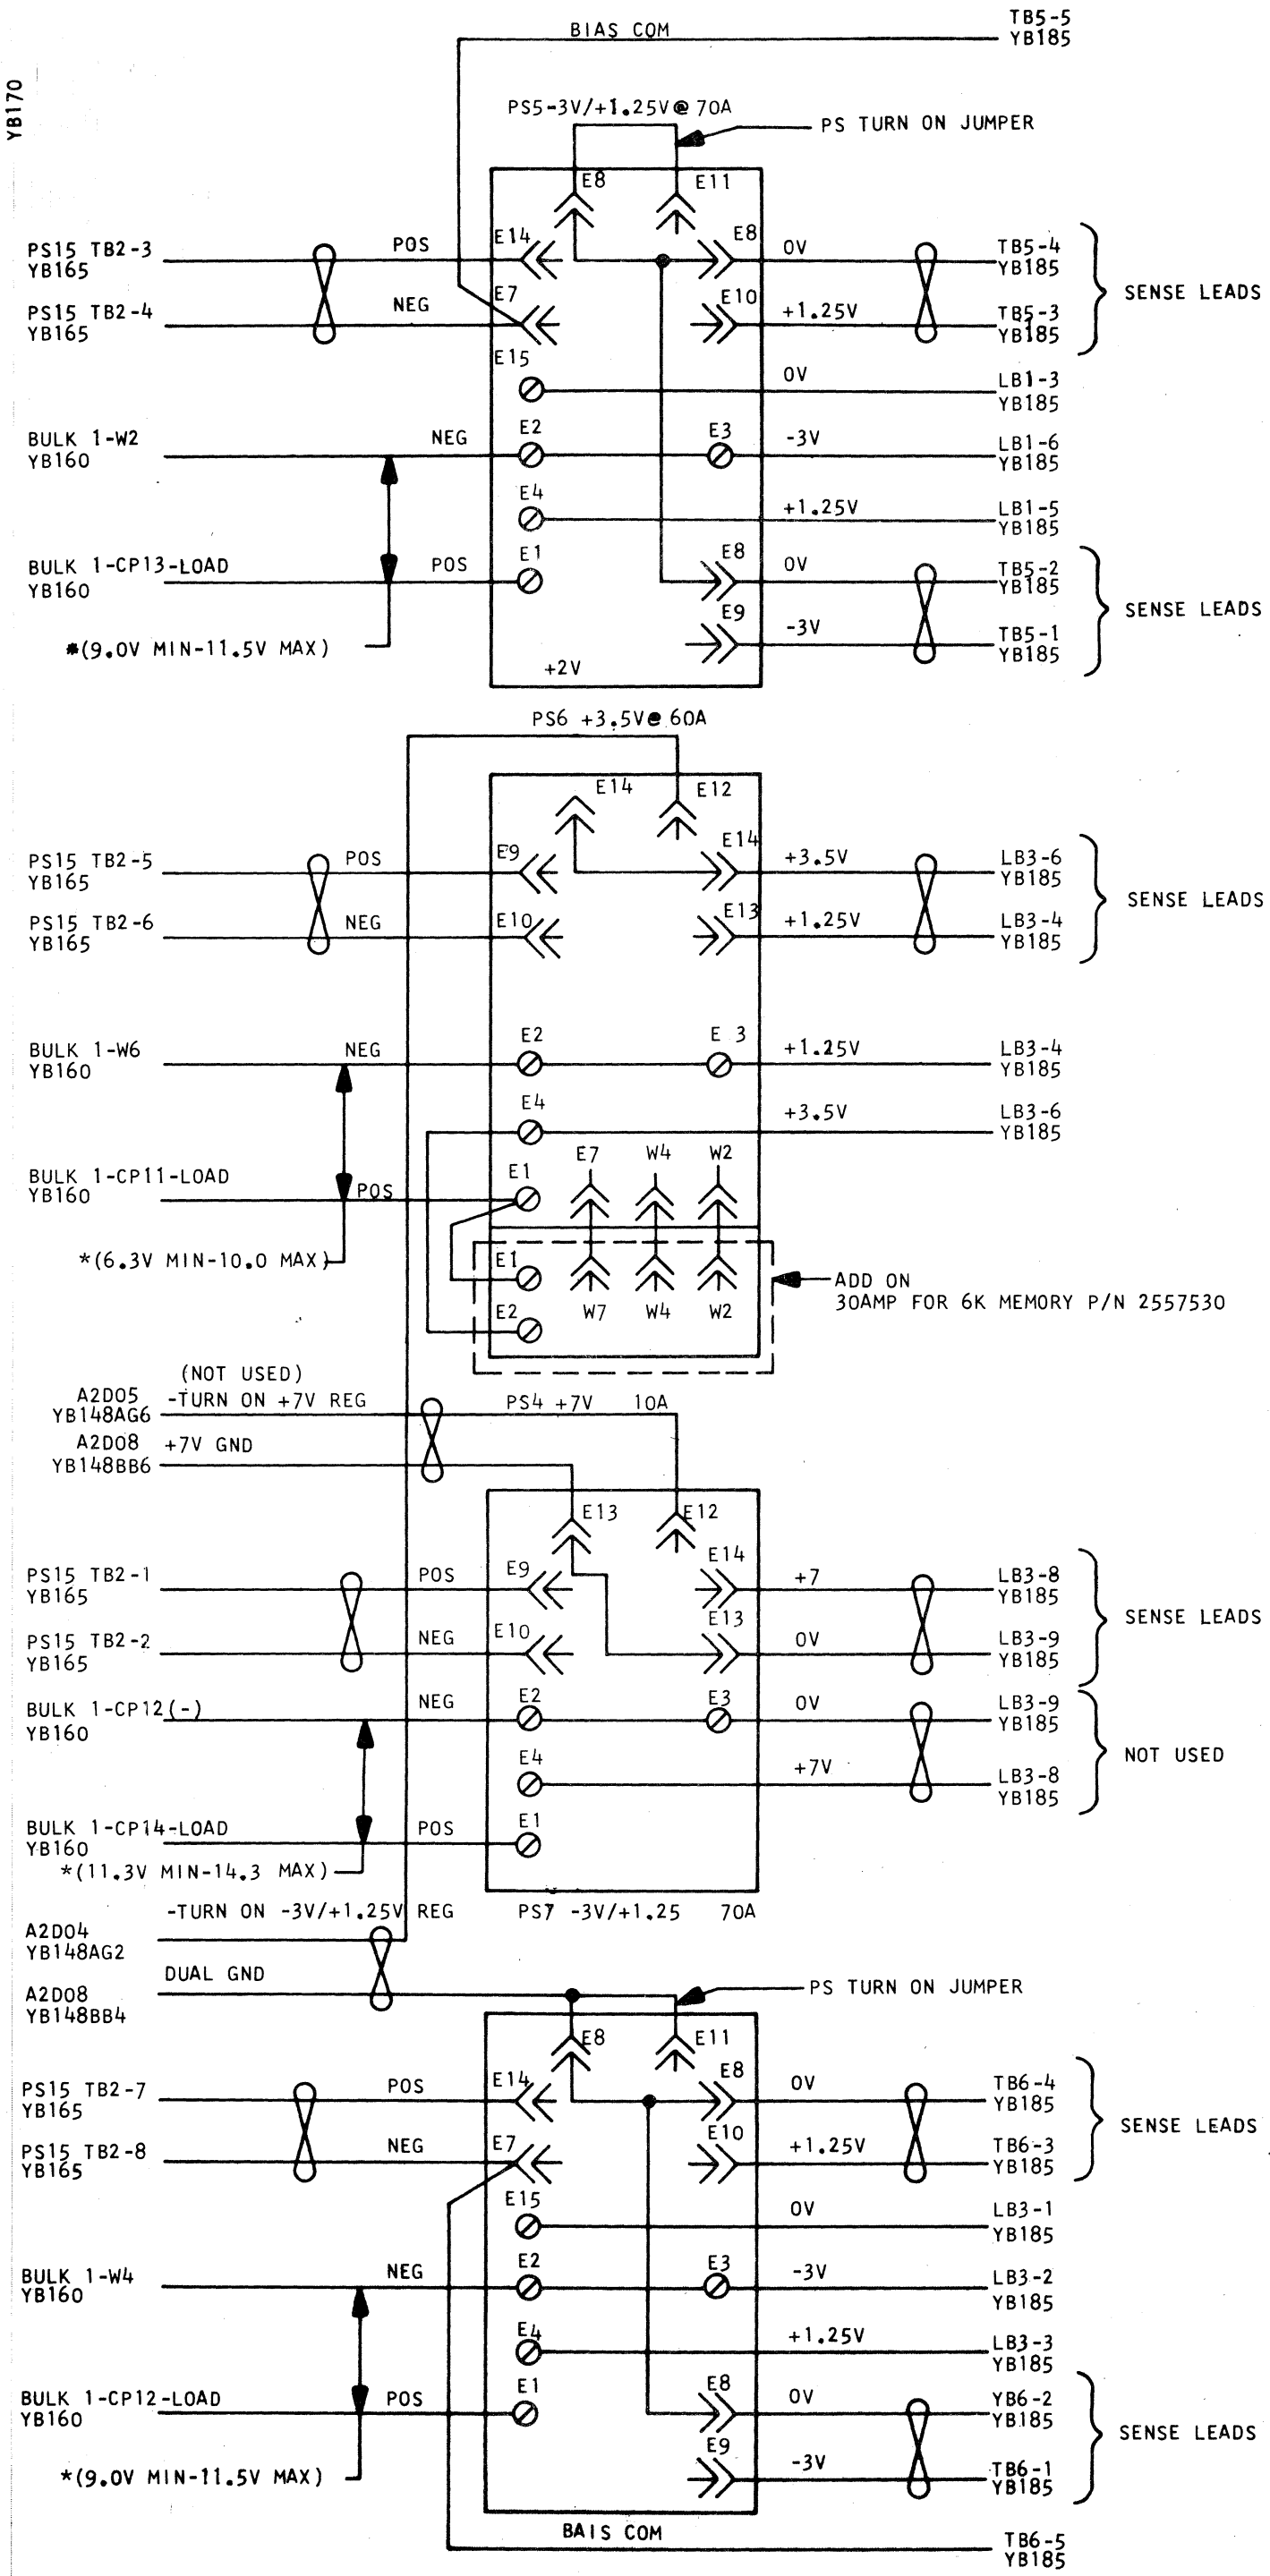 YB170
BIAS COM
TB5-5
YB185
PS5-3V/+1.25V@ 70A
PS TURN ON JUMPER
E8
E11
PS15 TB2-3
YB165
POS
E14
E8
0V
TB5-4
YB185
SENSE LEADS
PS15 TB2-4
YB165
NEG
E7
E10
+1.25V
TB5-3
YB185
E15
0V
LB1-3
YB185
BULK 1-W2
YB160
NEG
E2
E3
-3V
LB1-6
YB185
E4
+1.25V
LB1-5
YB185
BULK 1-CP13-LOAD
YB160
POS
E1
E8
0V
TB5-2
YB185
SENSE LEADS
*(9.0V MIN-11.5V MAX)
E9
-3V
TB5-1
YB185
+2V
PS6 +3.5V@ 60A
E14
E12
PS15 TB2-5
YB165
POS
E9
E14
+3.5V
LB3-6
YB185
SENSE LEADS
PS15 TB2-6
YB165
NEG
E10
E13
+1.25V
LB3-4
YB185
BULK 1-W6
YB160
NEG
E2
E 3
+1.25V
LB3-4
YB185
E4
+3.5V
LB3-6
YB185
BULK 1-CP11-LOAD
YB160
POS
E1
E7
W4
W2
*(6.3V MIN-10.0 MAX)
E1
E2
W7
W4
W2
ADD ON
30AMP FOR 6K MEMORY P/N 2557530
(NOT USED)
A2D05
YB148AG6
-TURN ON +7V REG
PS4 +7V 10A
A2D08
YB148BB6
+7V GND
E13
E12
PS15 TB2-1
YB165
POS
E9
E14
+7
LB3-8
YB185
SENSE LEADS
PS15 TB2-2
YB165
NEG
E10
E13
0V
LB3-9
YB185
BULK 1-CP12(-)
YB160
NEG
E2
E3
0V
LB3-9
YB185
NOT USED
E4
+7V
LB3-8
YB185
BULK 1-CP14-LOAD
YB160
POS
E1
*(11.3V MIN-14.3 MAX)
-TURN ON -3V/+1.25V REG
PS7 -3V/+1.25 70A
A2D04
YB148AG2
DUAL GND
A2D08
YB148BB4
PS TURN ON JUMPER
E8
E11
PS15 TB2-7
YB165
POS
E14
E8
0V
TB6-4
YB185
SENSE LEADS
PS15 TB2-8
YB165
NEG
E7
E10
+1.25V
TB6-3
YB185
E15
0V
LB3-1
YB185
BULK 1-W4
YB160
NEG
E2
E3
-3V
LB3-2
YB185
E4
+1.25V
LB3-3
YB185
BULK 1-CP12-LOAD
YB160
POS
E1
E8
0V
YB6-2
YB185
SENSE LEADS
*(9.0V MIN-11.5V MAX)
E9
-3V
TB6-1
YB185
BAIS COM
TB6-5
YB185